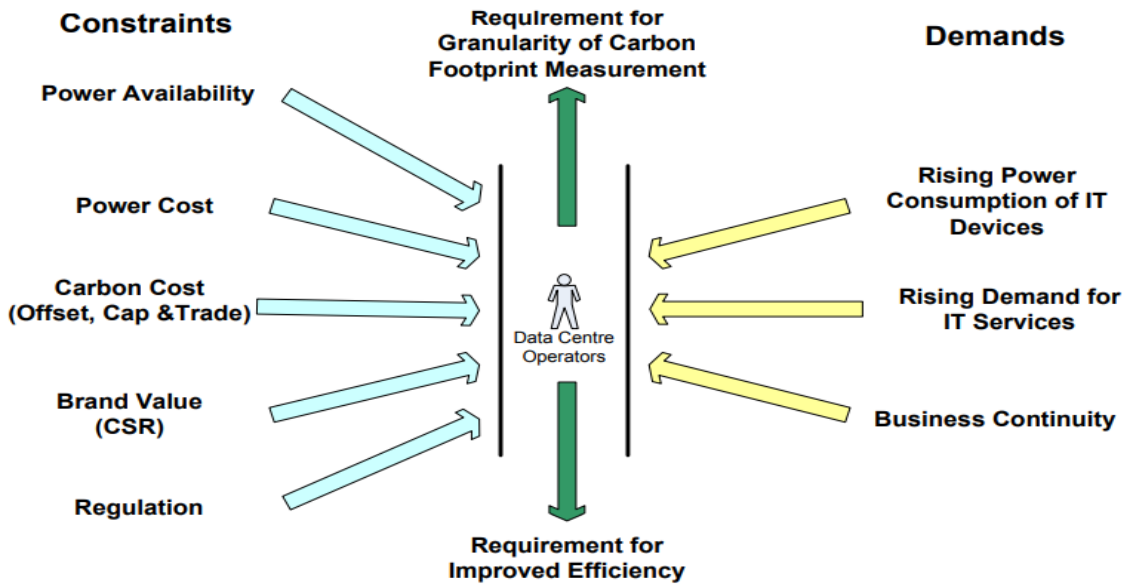 Constraints
Power Availability
Power Cost
Carbon Cost
(Offset, Cap &Trade)
Brand Value
(CSR)
Regulation
Requirement for
Granularity of Carbon
Footprint Measurement
Data Centre
Operators
Requirement for
Improved Efficiency
Demands
Rising Power
Consumption of IT
Devices
Rising Demand for
IT Services
Business Continuity